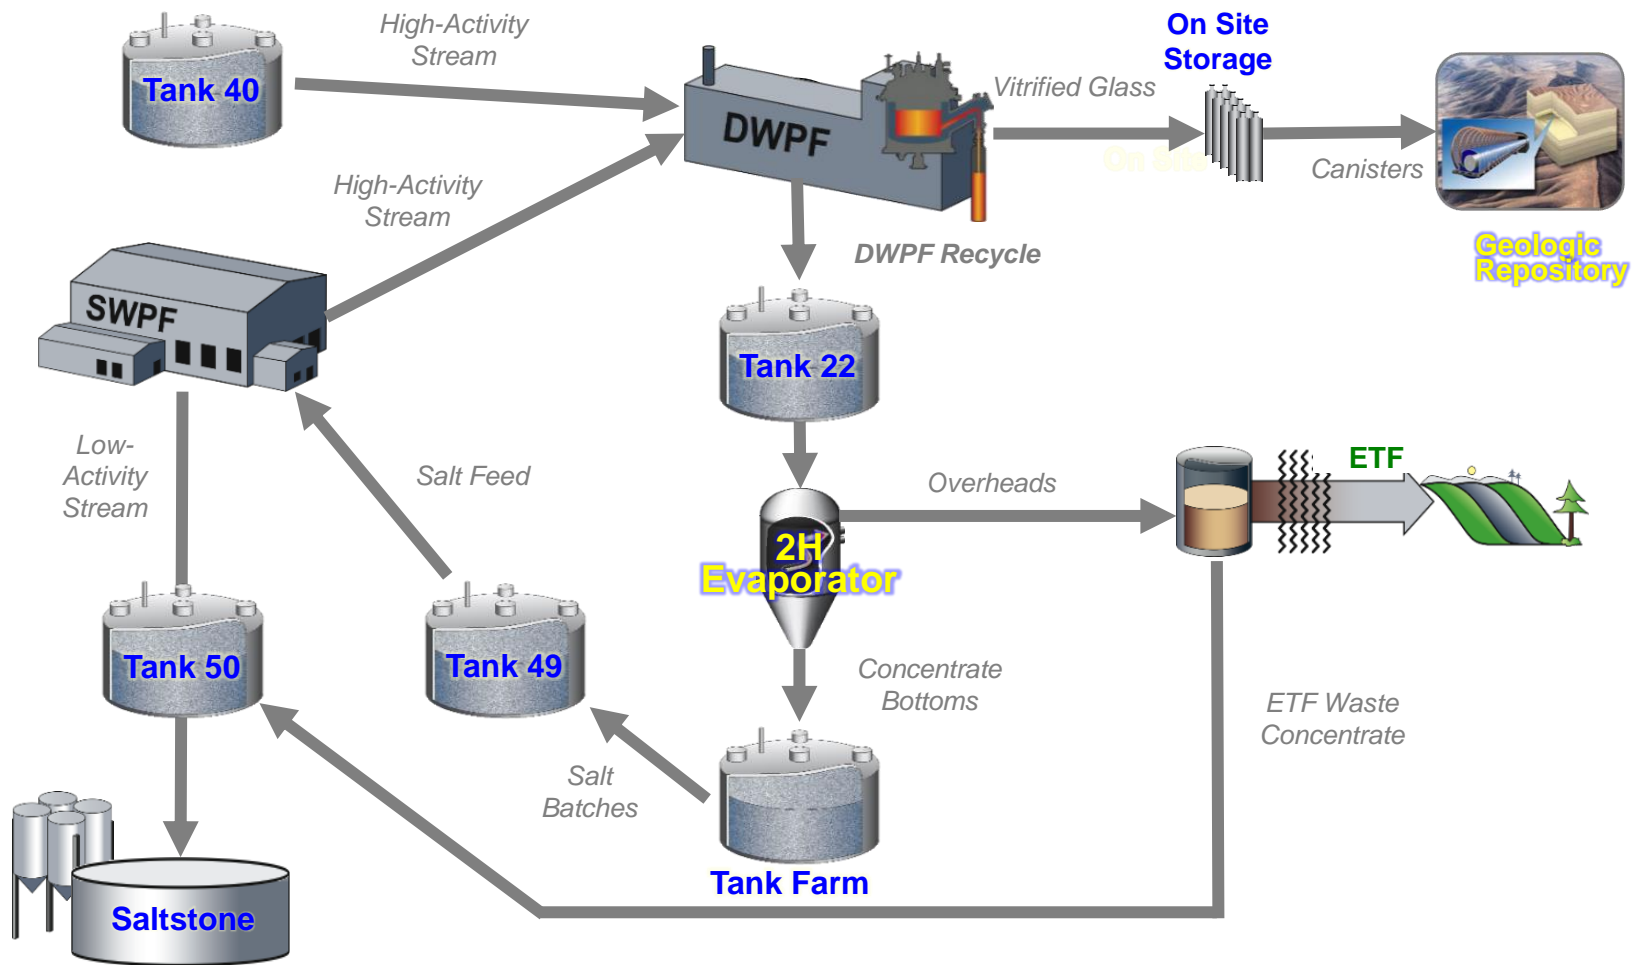 High-Activity
Stream
Tank 40
DWPF
Vitrified Glass
On Site
Storage
On Site
Canisters
Geologic
Repository
High-Activity
Stream
DWPF Recycle
SWPF
Tank 22
Low-
Activity
Stream
Salt Feed
Overheads
ETF
2H
Evaporator
Tank 50
Tank 49
Concentrate
Bottoms
ETF Waste
Concentrate
Salt
Batches
Tank Farm
Saltstone